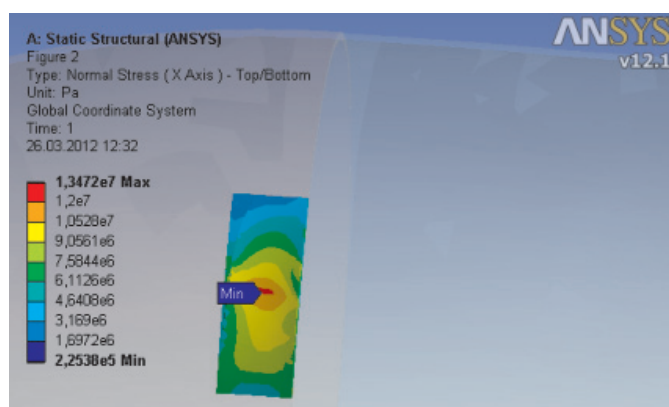 A: Static Structural (ANSYS)
Figure 2
Type: Normal Stress ( X Axis ) - Top/Bottom
Unit: Pa
Global Coordinate System
Time: 1
26.03.2012 12:32
ANSYS
v12.1
1,3472e7 Max
1,2e7
1,0528e7
9,0561e6
7,5844e6
6,1126e6
4,6408e6
3,169e6
1,6972e6
2,2538e5 Min
Min